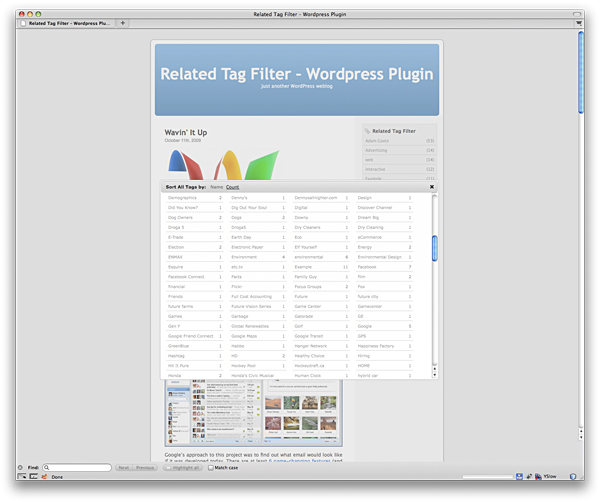 Related Tag Filter – Wordpress Plugin
Related Tag Filter – Wordpress Plu...
Related Tag Filter – Wordpress Plugin
Just another WordPress weblog
Wavin' It Up
October 11th, 2009
Related Tag Filter
Adam Conto (53)
Advertising (24)
web (14)
Interactive (12)
Sort All Tags by: Name Count
Demographics 2 Denny's 1 Dennysallnighter.com 1 Design 1
Did You Know? 1 Dig Out Your Soul 1 Digital 1 Discover Channel 1
Dog Owners 2 Dogs 2 Downy 1 Dream Big 1
Droga 5 1 Droga5 1 Dry Cleaners 1 Dry Cleaning 1
E-Trade 1 Earth Day 1 Eco 1 eCommerce 1
Election 3 Electronic Paper 1 Elf Yourself 1 Energy 2
EMMAX 1 Environment 4 environmental 6 Environmental Design 1
Esquire 1 etc.tv 1 Example 11 Facebook 7
Facebook Connect 1 Facts 1 Family Guy 1 Film 2
Financial 1 Flickr 1 Focus Groups 2 Fox 1
Friends 1 Full Cost Accounting 1 Future 1 future city 1
future farms 1 Future Vision Series 1 Game Center 1 Gamecenter 1
Games 1 Garbage 1 Gatorade 1 GE 1
Gen Y 1 Global Renewables 1 Golf 1 Google 5
Google Friend Connect 1 Google Maps 1 Google Transit 1 GPS 1
GreenBlue 1 Habbo 1 Hanger Network 1 Happiness Factory 1
Hashtag 1 HD 2 Healthy Choice 1 Hiring 1
Hit & Run 1 Hockey Pool 1 Hockeydraft.ca 1 HOME 1
Honda 2 Honda's Civic Musical Human Clock 1 hybrid car 1
Google's approach to this project was to find out what email would look like
if it was developed today. There are at least 6 game-changing features (and
Find: Next Previous Highlight all Match case
Done YSlow